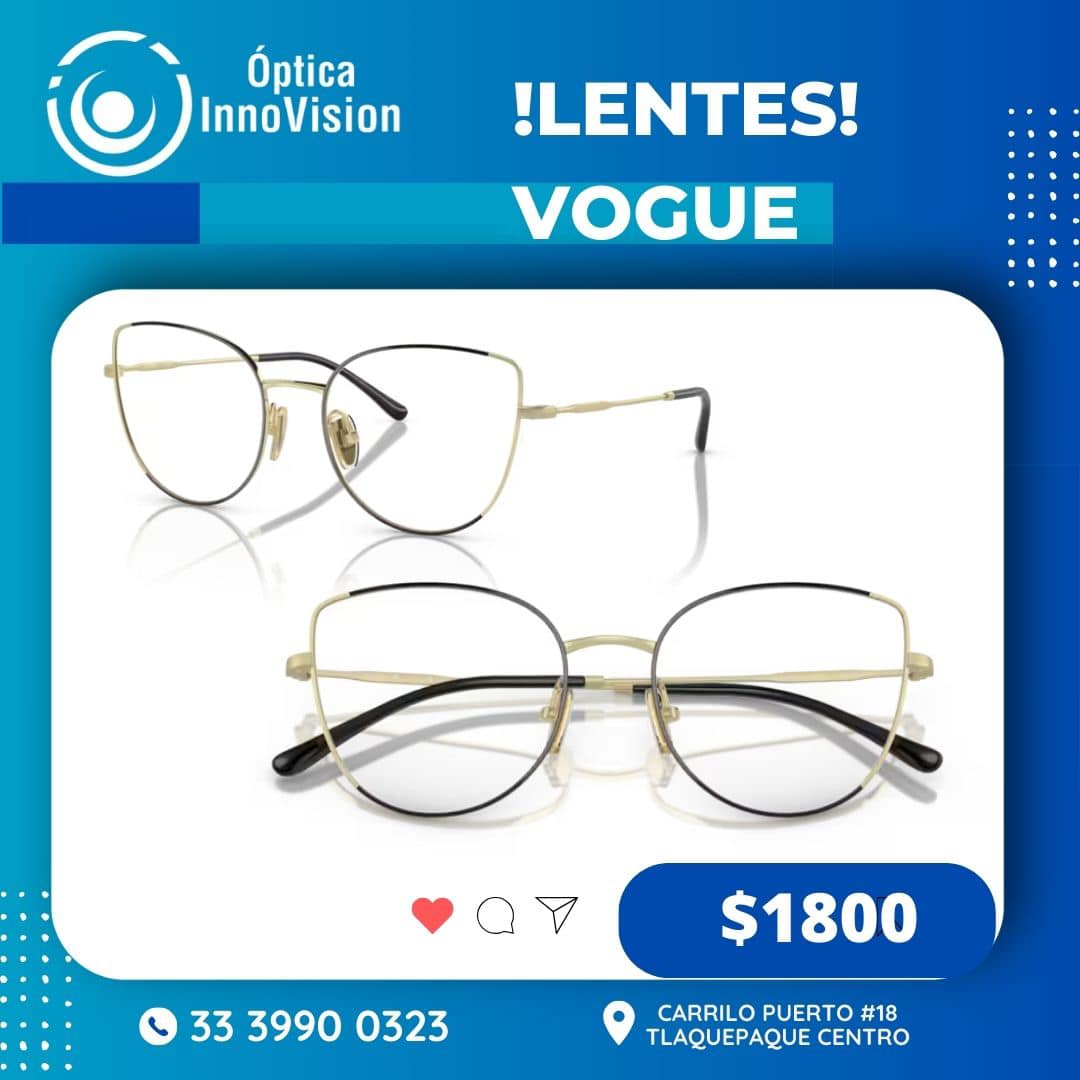 Óptica
InnoVision
!LENTES!
VOGUE
$1800
33 3990 0323
CARRILO PUERTO #18
TLAQUEPAQUE CENTRO